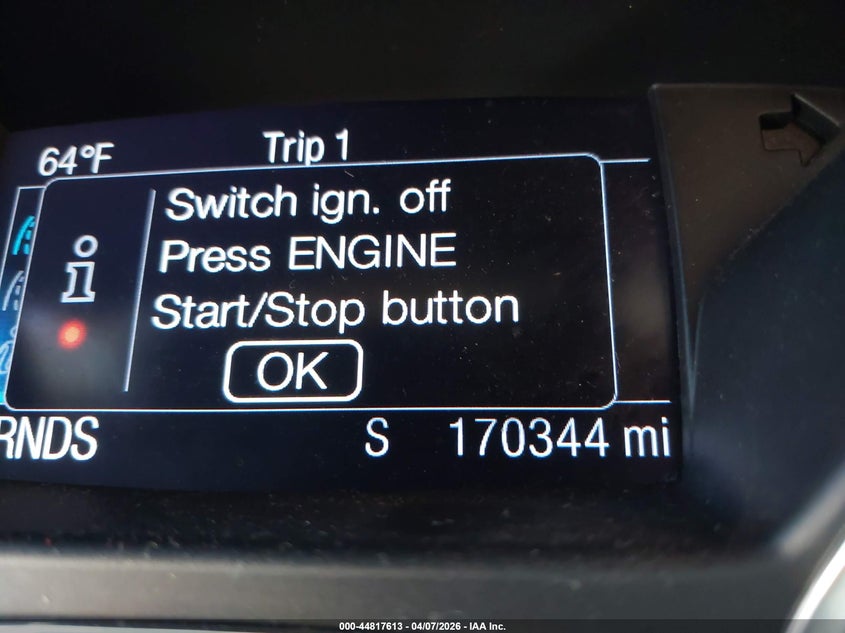 64°F
Trip 1
Switch ign. off
Press ENGINE
Start/Stop button
OK
RNDS
S
170344 mi
000-44817613 - 04/07/2026 - IAA Inc.